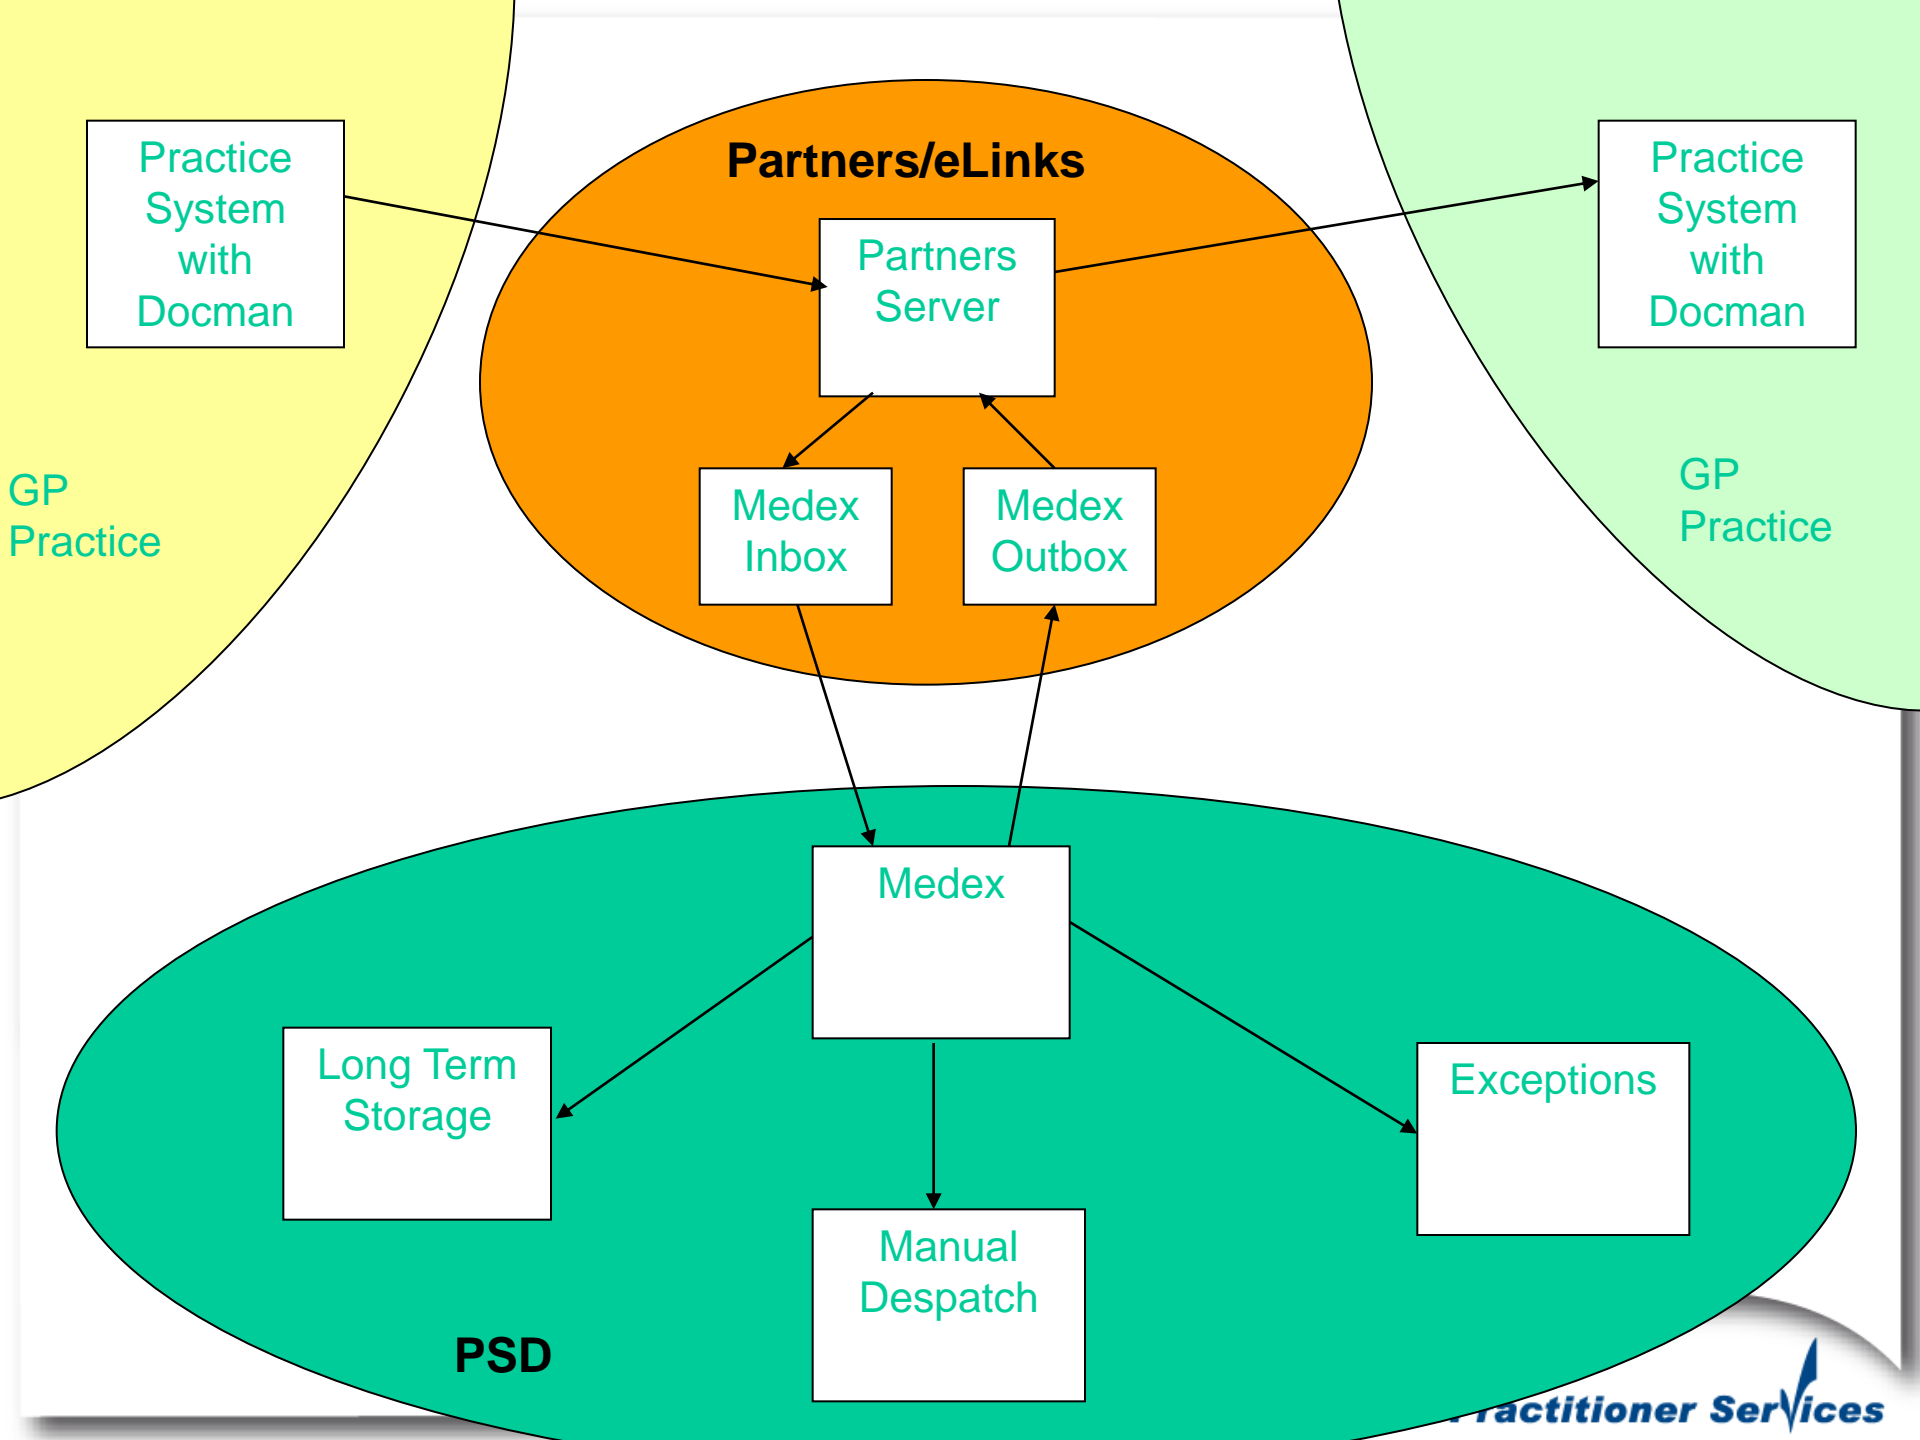 Practice
System
with
Docman
GP
Practice
Partners/eLinks
Partners
Server
Medex
Inbox
Medex
Outbox
Practice
System
with
Docman
GP
Practice
Medex
Long Term
Storage
Manual
Despatch
Exceptions
PSD
ractitioner Services